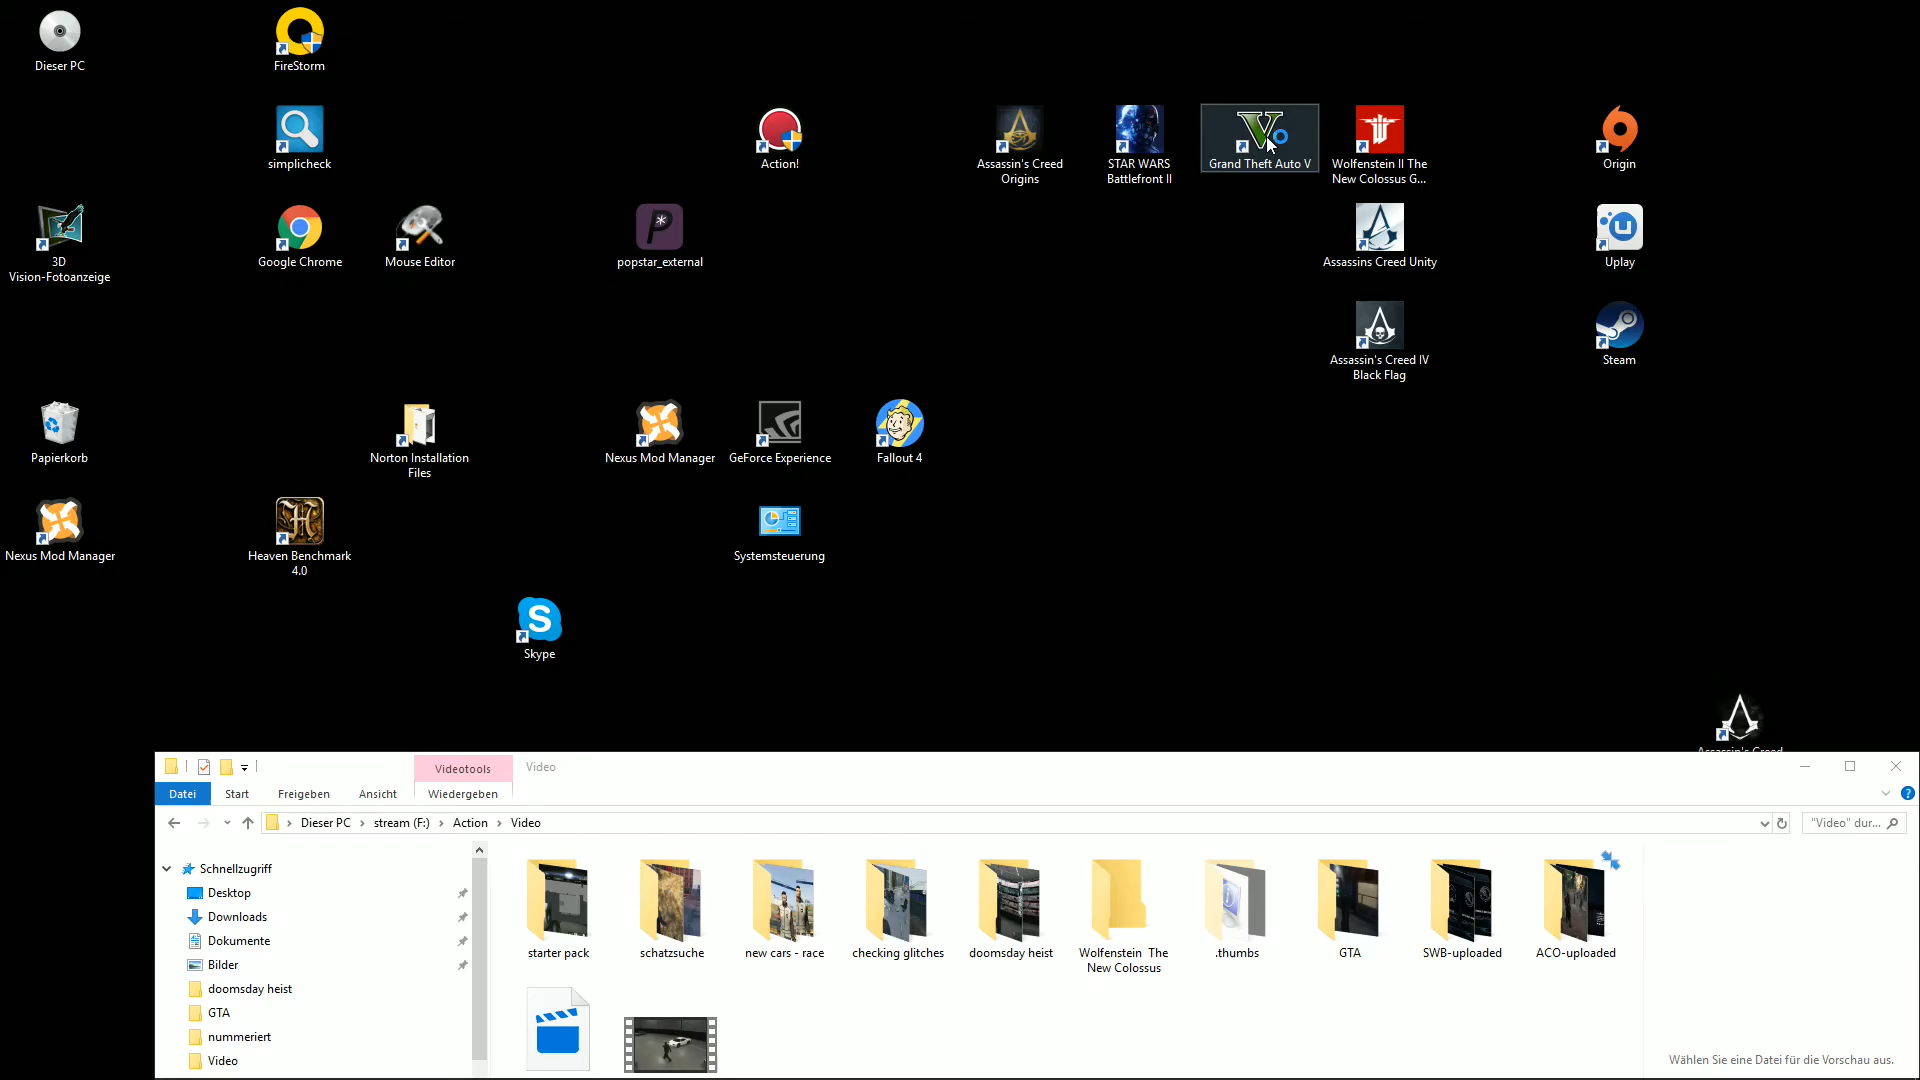 Dieser PC
FireStorm
simplicheck
Action!
Assassin's Creed
Origins
STAR WARS
Battlefront II
Grand Theft Auto V
Wolfenstein II The
New Colossus G...
Origin
3D
Vision-Fotoanzeige
Google Chrome
Mouse Editor
popstar_external
Assassins Creed Unity
Uplay
Assassin's Creed IV
Black Flag
Steam
Papierkorb
Norton Installation
Files
Nexus Mod Manager
GeForce Experience
Fallout 4
Nexus Mod Manager
Heaven Benchmark
4.0
Systemsteuerung
Skype
Assassin's Creed
Videotools
Video
Datei
Start
Freigeben
Ansicht
Wiedergeben
Dieser PC › stream (F:) › Action › Video
"Video" dur...
Schnellzugriff
Desktop
Downloads
Dokumente
Bilder
doomsday heist
GTA
nummeriert
Video
starter pack
schatzsuche
new cars - race
checking glitches
doomsday heist
Wolfenstein The
New Colossus
.thumbs
GTA
SWB-uploaded
ACO-uploaded
Wählen Sie eine Datei für die Vorschau aus.